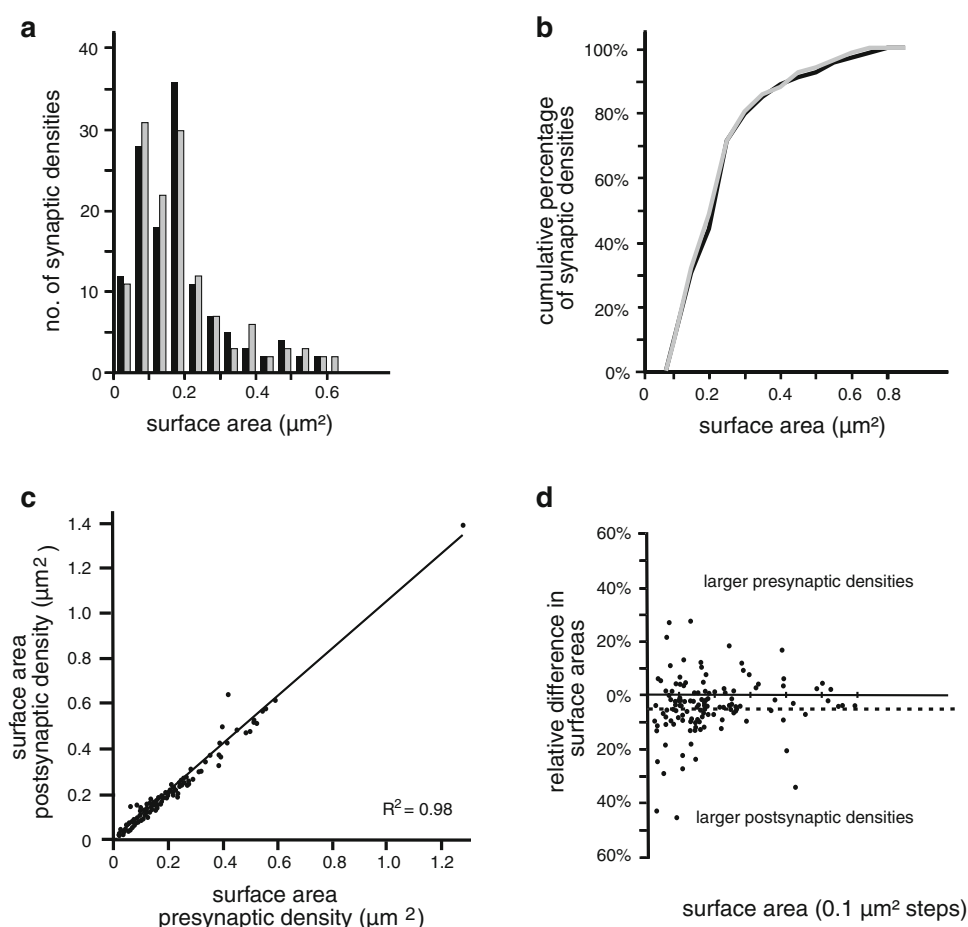 a
40
30
20
10
0
no. of synaptic densities
0
0.2
0.4
0.6
surface area (µm²)
b
100%
80%
60%
40%
20%
0%
cumulative percentage
of synaptic densities
0
0.2
0.4
0.6
0.8
surface area (µm²)
c
1.4
1.2
1.0
0.8
0.6
0.4
0.2
0
surface area
postsynaptic density (µm²)
R² = 0.98
0
0.2
0.4
0.6
0.8
1.0
1.2
surface area
presynaptic density (µm ²)
d
60%
40%
20%
0%
20%
40%
60%
relative difference in
surface areas
larger presynaptic densities
larger postsynaptic densities
surface area (0.1 µm² steps)